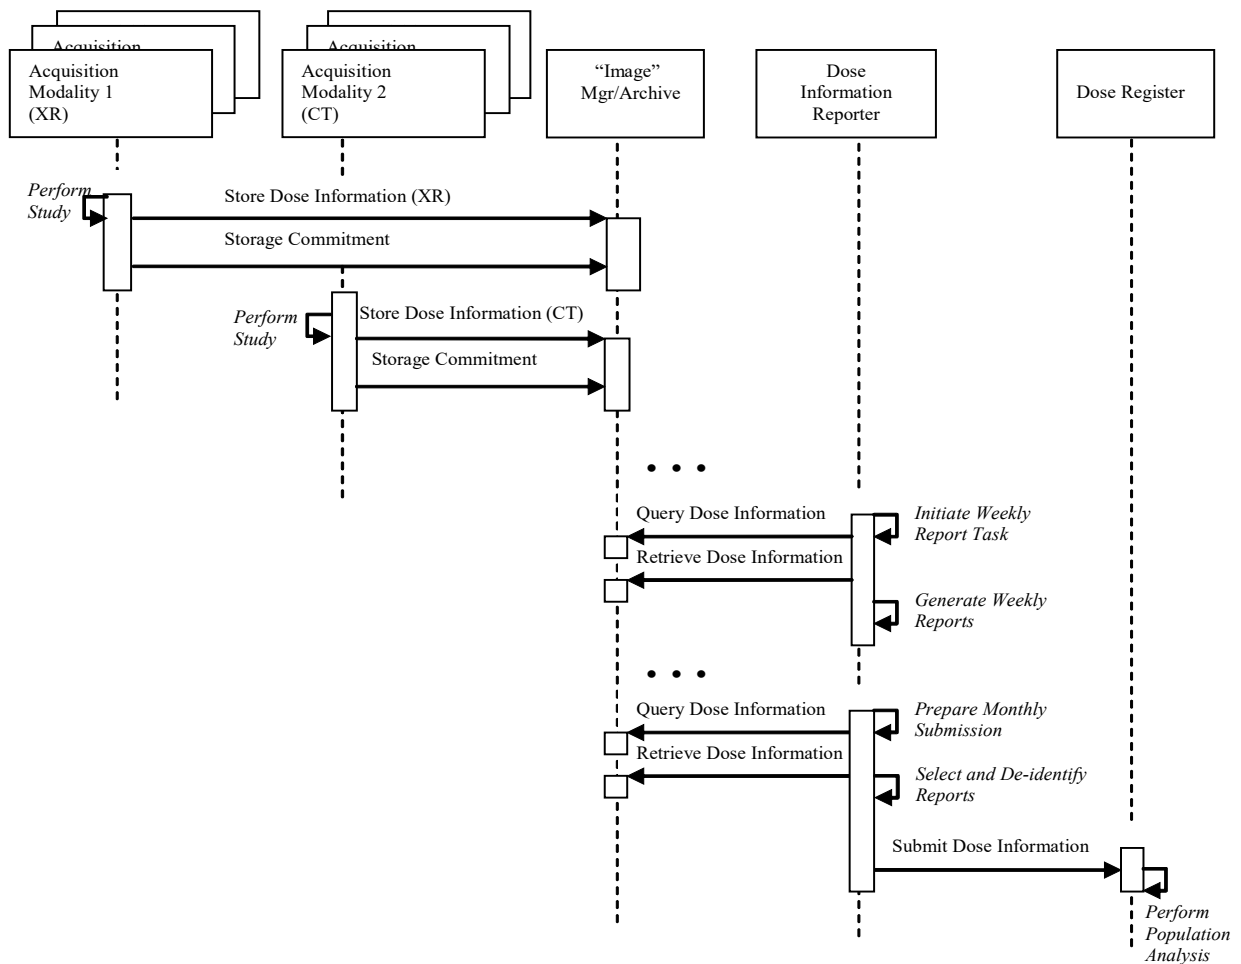 Acquisition
Acquisition
Modality 1
(XR)
Acquisition
Acquisition
Modality 2
(CT)
“Image”
Mgr/Archive
Dose
Information
Reporter
Dose Register
Perform
Study
Store Dose Information (XR)
Storage Commitment
Perform
Study
Store Dose Information (CT)
Storage Commitment
• • •
Query Dose Information
Initiate Weekly
Report Task
Retrieve Dose Information
Generate Weekly
Reports
• • •
Query Dose Information
Prepare Monthly
Submission
Retrieve Dose Information
Select and De-identify
Reports
Submit Dose Information
Perform
Population
Analysis